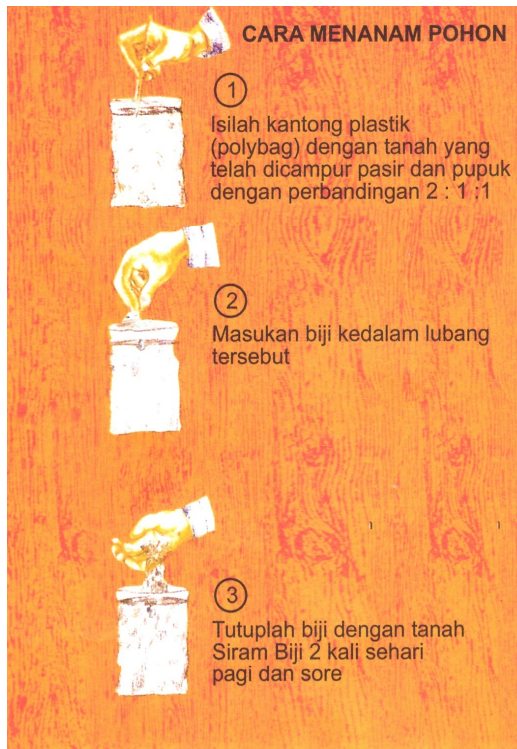 CARA MENANAM POHON
1
Isilah kantong plastik
(polybag) dengan tanah yang
telah dicampur pasir dan pupuk
dengan perbandingan 2 : 1 :1
2
Masukan biji kedalam lubang
tersebut
3
Tutuplah biji dengan tanah
Siram Biji 2 kali sehari
pagi dan sore